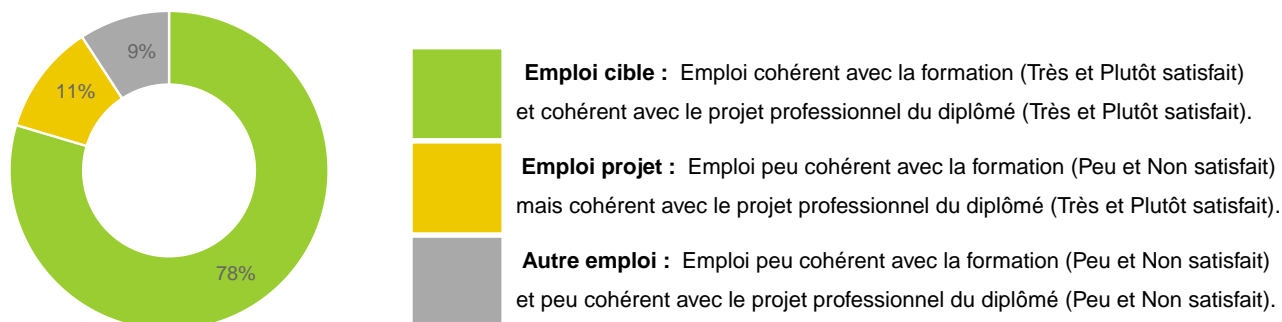 9%
11%
78%
Emploi cible : Emploi cohérent avec la formation (Très et Plutôt satisfait)
et cohérent avec le projet professionnel du diplômé (Très et Plutôt satisfait).
Emploi projet : Emploi peu cohérent avec la formation (Peu et Non satisfait)
mais cohérent avec le projet professionnel du diplômé (Très et Plutôt satisfait).
Autre emploi : Emploi peu cohérent avec la formation (Peu et Non satisfait)
et peu cohérent avec le projet professionnel du diplômé (Peu et Non satisfait).